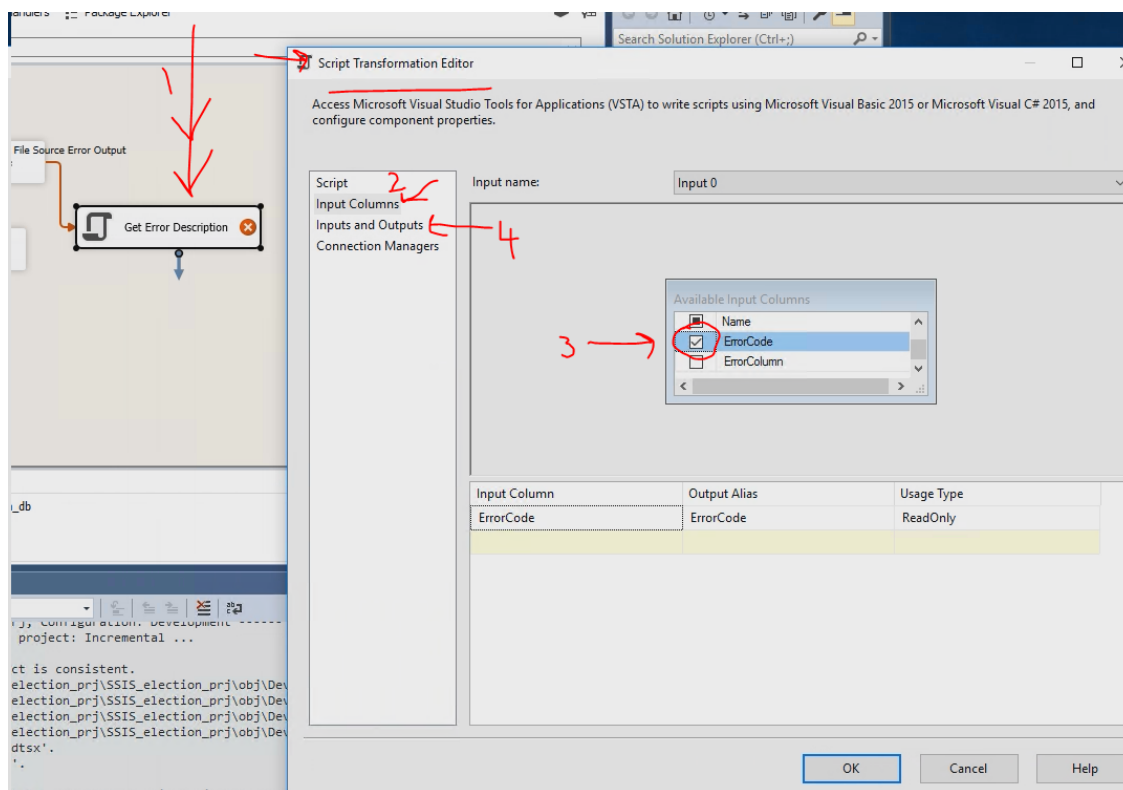 Package Explorer
Search Solution Explorer (Ctrl+;)
Script Transformation Editor
Access Microsoft Visual Studio Tools for Applications (VSTA) to write scripts using Microsoft Visual Basic 2015 or Microsoft Visual C# 2015, and
configure component properties.
1
File Source Error Output
Script
Input Columns
Inputs and Outputs
Connection Managers
2
4
Input name:
Input 0
Get Error Description
Available Input Columns
Name
ErrorCode
ErrorColumn
3
Input Column
Output Alias
Usage Type
ErrorCode
ErrorCode
ReadOnly
_db
rj, Configuration: Development ------
project: Incremental ...
ct is consistent.
election_prj\SSIS_election_prj\obj\Dev
election_prj\SSIS_election_prj\obj\Dev
election_prj\SSIS_election_prj\obj\Dev
election_prj\SSIS_election_prj\obj\Dev
dtsx'.
'.
OK
Cancel
Help